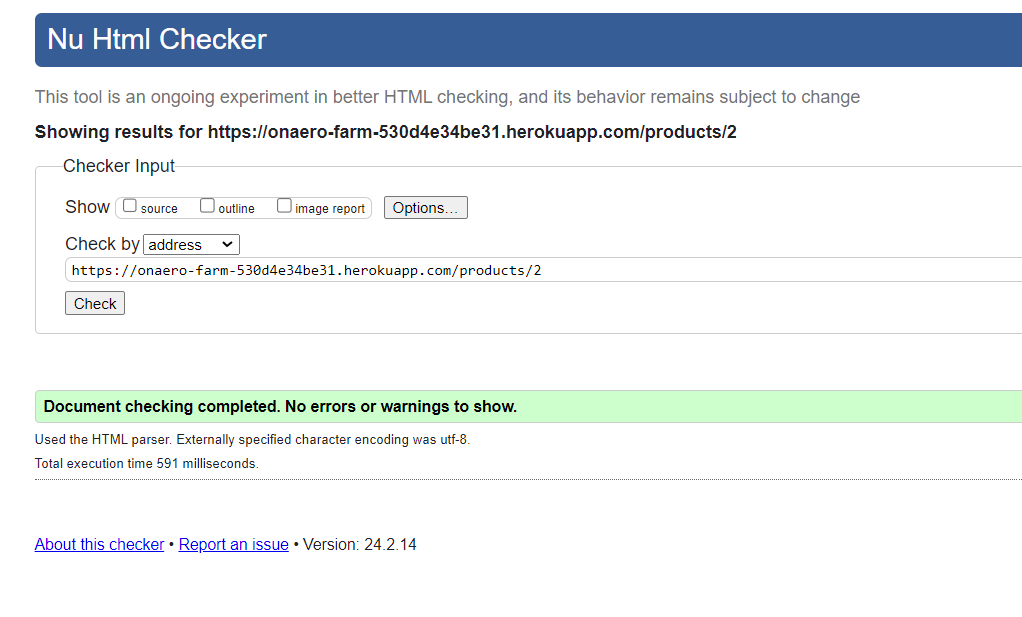 Nu Html Checker
This tool is an ongoing experiment in better HTML checking, and its behavior remains subject to change
Showing results for https://onaero-farm-530d4e34be31.herokuapp.com/products/2
Checker Input
Show source outline image report Options...
Check by address
https://onaero-farm-530d4e34be31.herokuapp.com/products/2
Check
Document checking completed. No errors or warnings to show.
Used the HTML parser. Externally specified character encoding was utf-8.
Total execution time 591 milliseconds.
About this checker • Report an issue • Version: 24.2.14